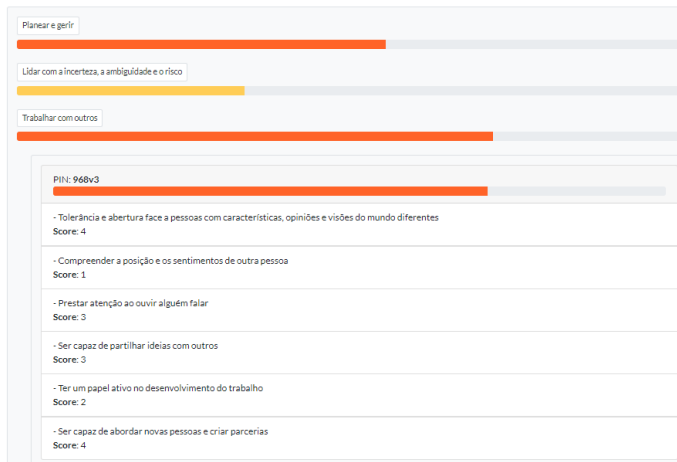 Planear e gerir
Lidar com a incerteza, a ambiguidade e o risco
Trabalhar com outros
PIN: 968v3
- Tolerância e abertura face a pessoas com características, opiniões e visões do mundo diferentes
Score: 4
- Compreender a posição e os sentimentos de outra pessoa
Score: 1
- Prestar atenção ao ouvir alguém falar
Score: 3
- Ser capaz de partilhar ideias com outros
Score: 3
- Ter um papel ativo no desenvolvimento do trabalho
Score: 2
- Ser capaz de abordar novas pessoas e criar parcerias
Score: 4